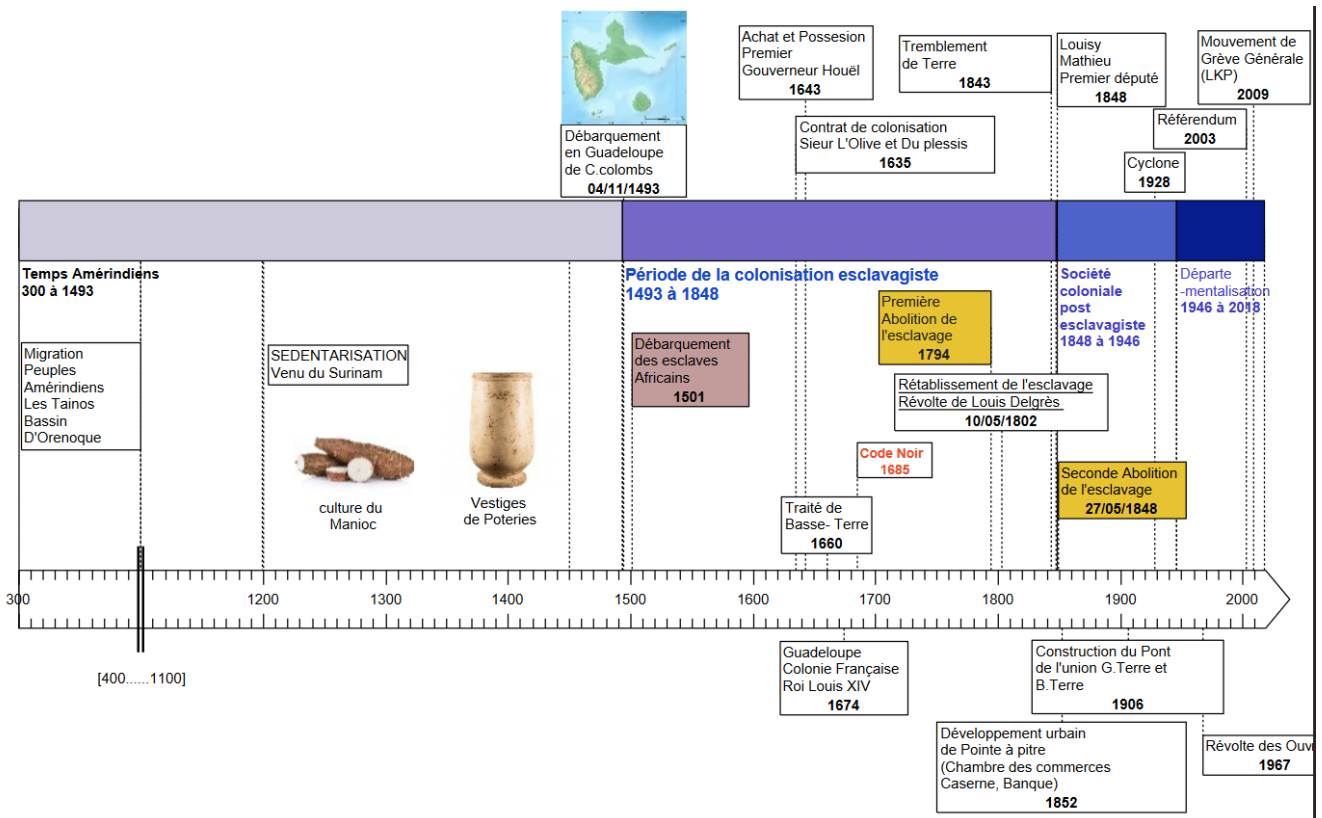 Débarquement
en Guadeloupe
de C.colombs
04/11/1493
Achat et Possesion
Premier
Gouverneur Houël
1643
Contrat de colonisation
Sieur L'Olive et Du plessis
1635
Tremblement
de Terre
1843
Louisy
Mathieu
Premier député
1848
Cyclone
1928
Référendum
2003
Mouvement de
Grève Générale
(LKP)
2009
Temps Amérindiens
300 à 1493
Période de la colonisation esclavagiste
1493 à 1848
Société
coloniale
post
esclavagiste
1848 à 1946
Départe
-mentalisation
1946 à 2018
Migration
Peuples
Amérindiens
Les Tainos
Bassin
D'Orenoque
SEDENTARISATION
Venu du Surinam
culture du
Manioc
Vestiges
de Poteries
Débarquement
des esclaves
Africains
1501
Première
Abolition de
l'esclavage
1794
Rétablissement de l'esclavage
Révolte de Louis Delgrès
10/05/1802
Code Noir
1685
Traité de
Basse- Terre
1660
Seconde Abolition
de l'esclavage
27/05/1848
300 1200 1300 1400 1500 1600 1700 1800 1900 2000
[400......1100]
Guadeloupe
Colonie Française
Roi Louis XIV
1674
Construction du Pont
de l'union G.Terre et
B.Terre
1906
Développement urbain
de Pointe à pitre
(Chambre des commerces
Caserne, Banque)
1852
Révolte des
1967